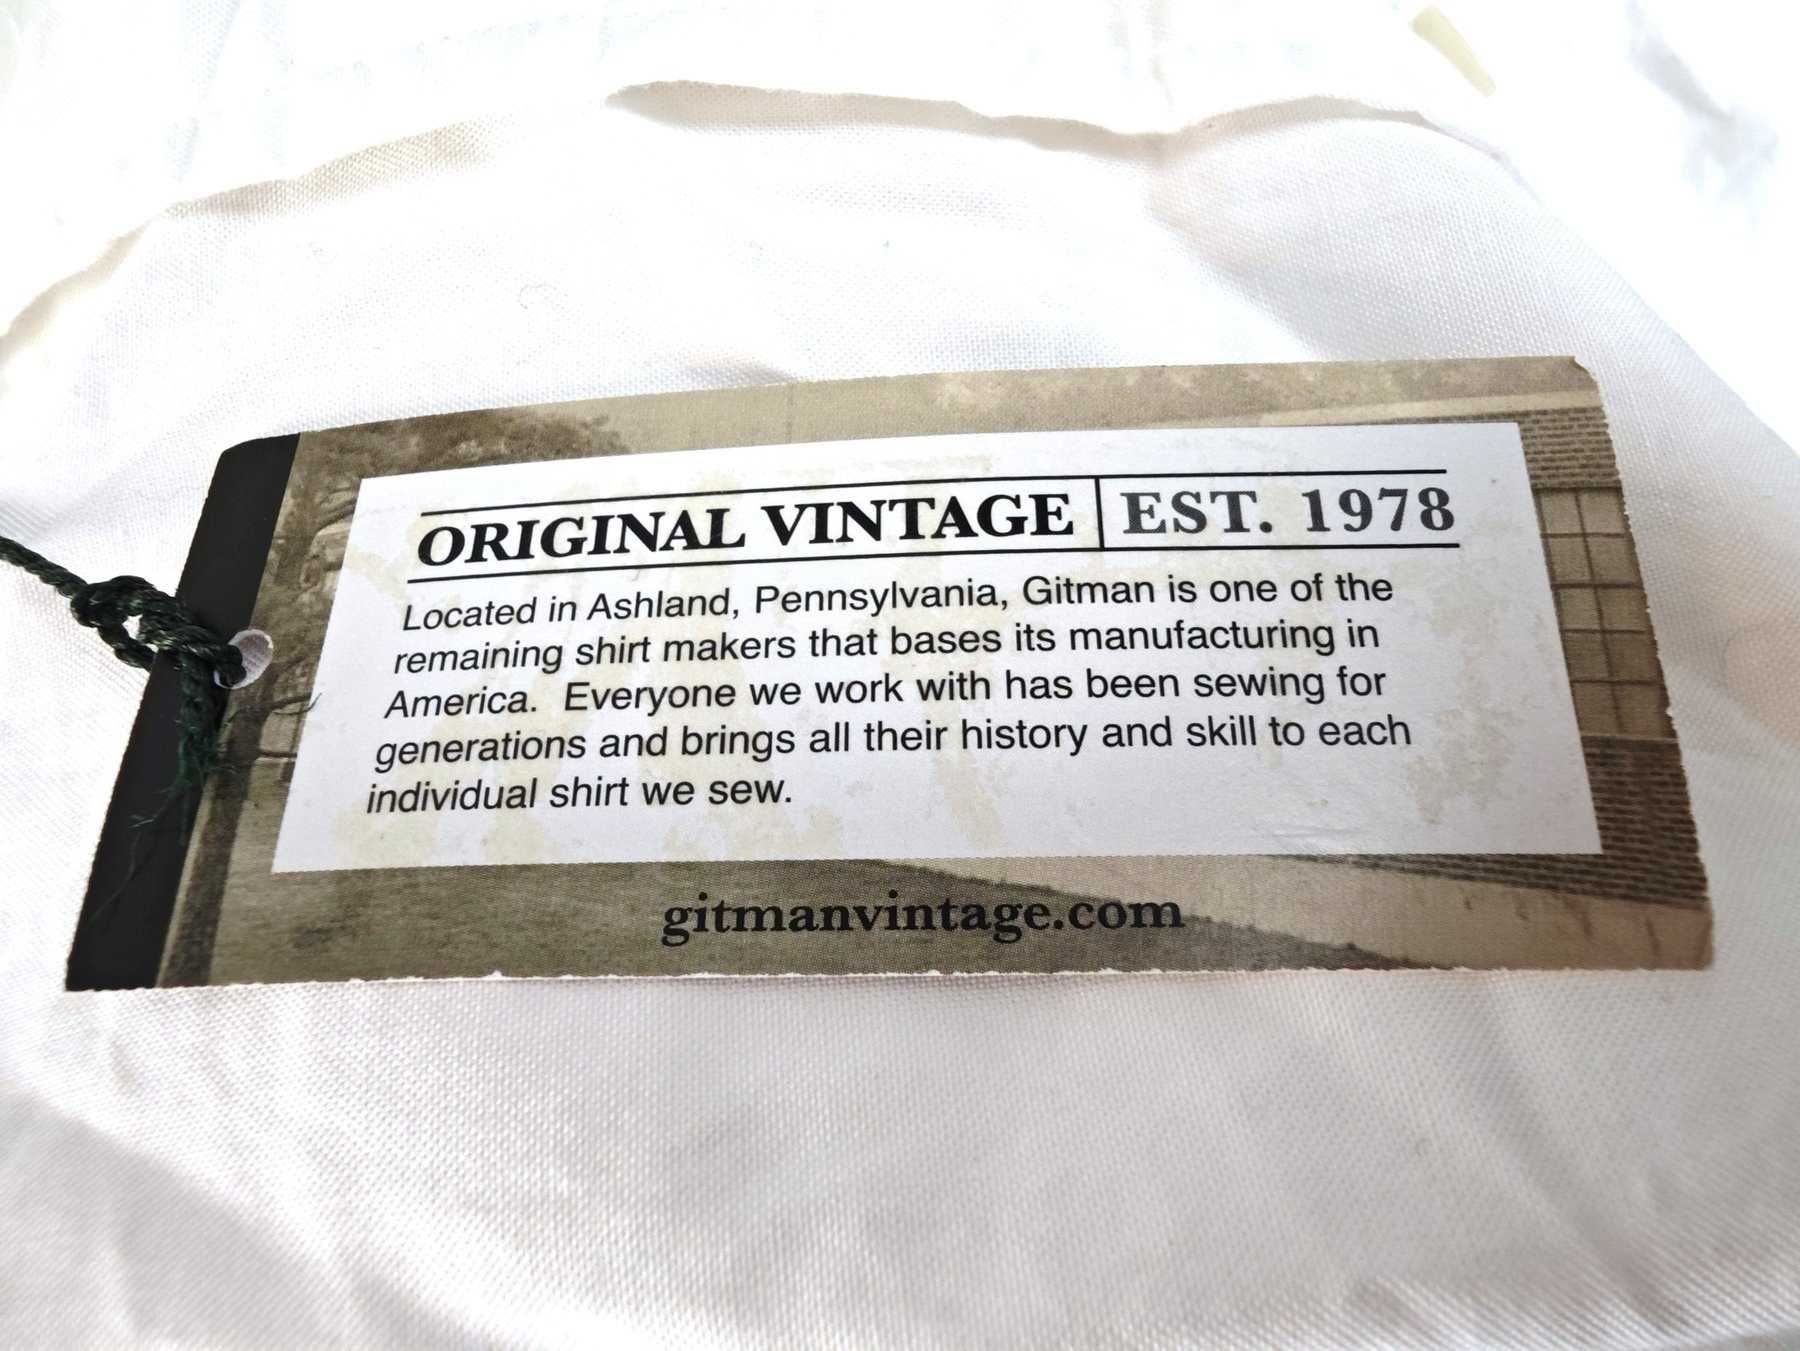 ORIGINAL VINTAGE EST. 1978
Located in Ashland, Pennsylvania, Gitman is one of the
remaining shirt makers that bases its manufacturing in
America. Everyone we work with has been sewing for
generations and brings all their history and skill to each
individual shirt we sew.
gitmanvintage.com